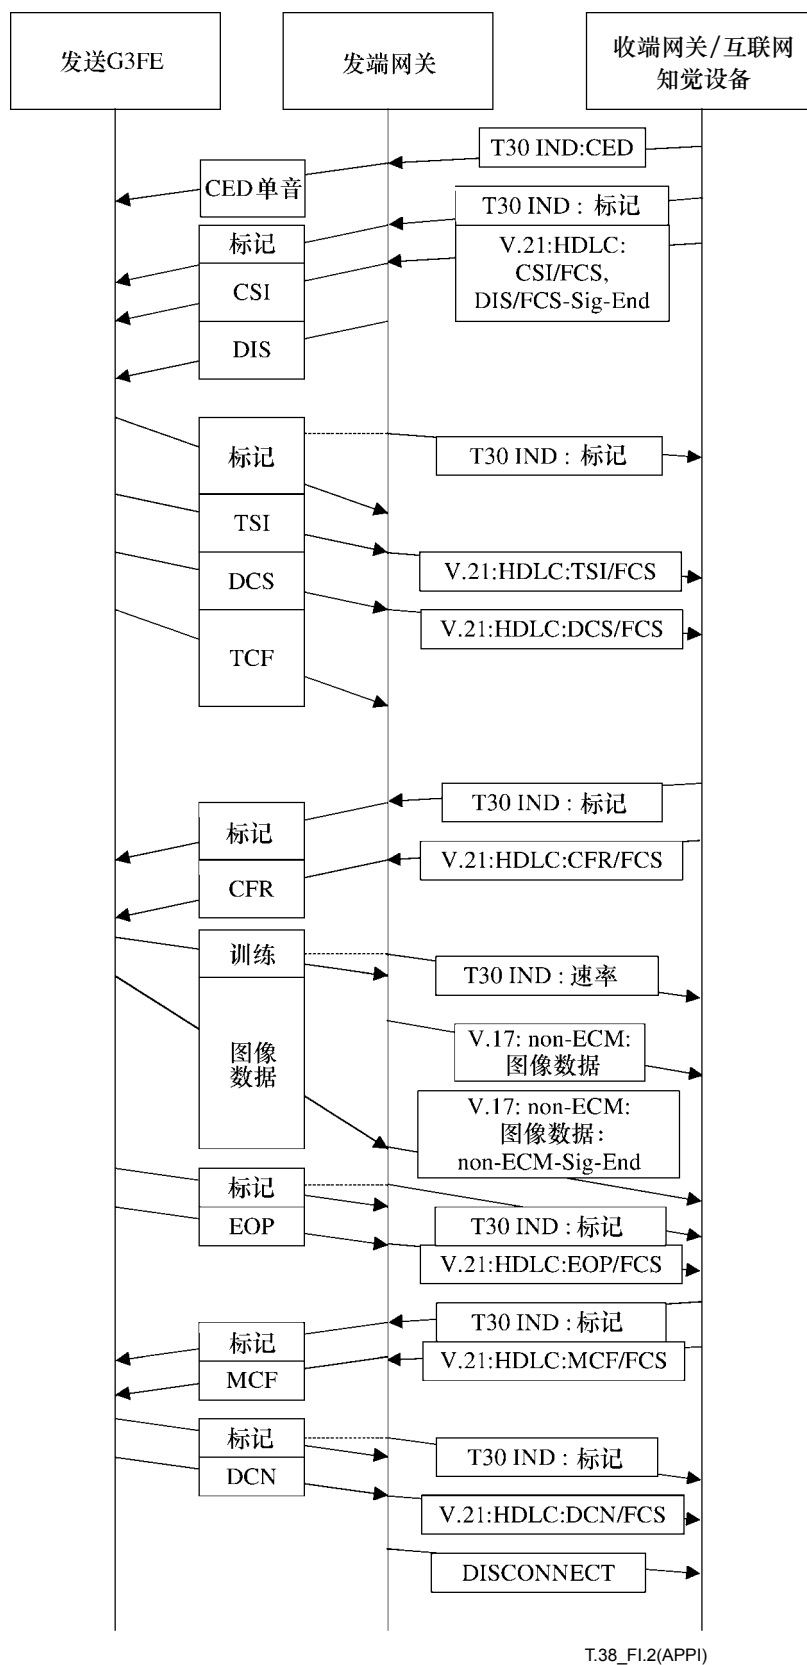 发送G3FE
发端网关
收端网关/互联网
知觉设备
T30 IND:CED
CED单音
T30 IND : 标记
标记
V.21:HDLC:
CSI/FCS,
DIS/FCS-Sig-End
CSI
DIS
标记
T30 IND : 标记
TSI
V.21:HDLC:TSI/FCS
DCS
V.21:HDLC:DCS/FCS
TCF
T30 IND : 标记
标记
V.21:HDLC:CFR/FCS
CFR
训练
T30 IND : 速率
图像
数据
V.17: non-ECM:
图像数据
V.17: non-ECM:
图像数据:
non-ECM-Sig-End
标记
T30 IND : 标记
EOP
V.21:HDLC:EOP/FCS
T30 IND : 标记
标记
V.21:HDLC:MCF/FCS
MCF
标记
T30 IND : 标记
DCN
V.21:HDLC:DCN/FCS
DISCONNECT
T.38_FI.2(APPI)